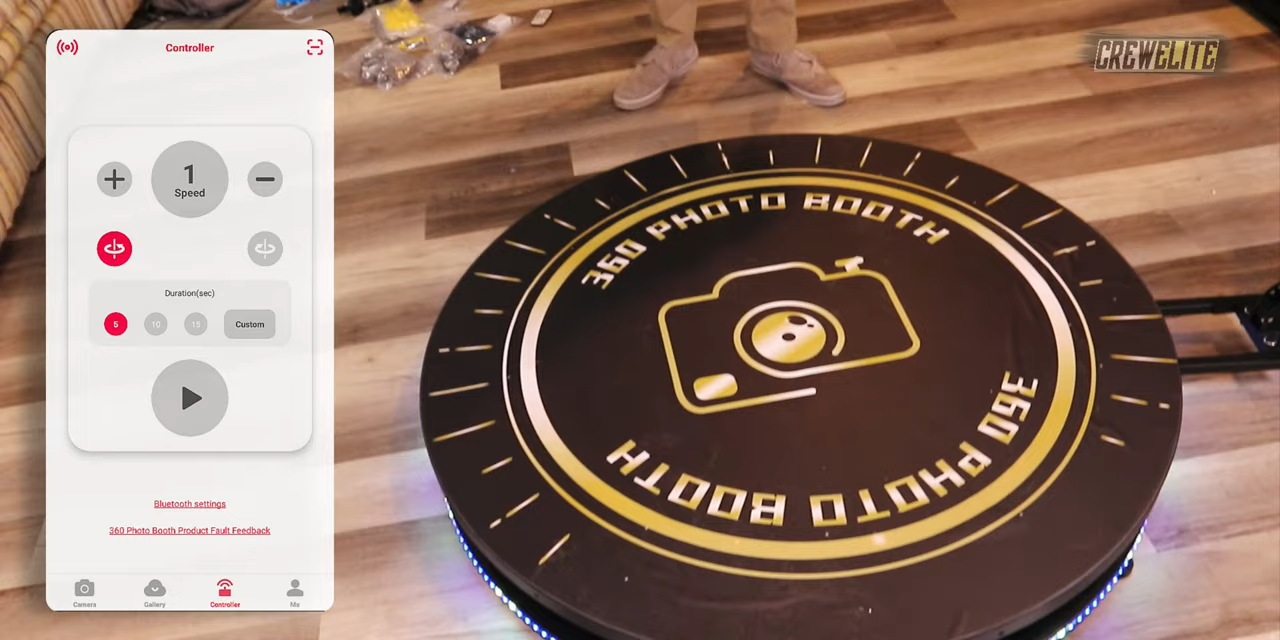 Controller
CREWELITE
1
Speed
Duration(sec)
5
10
15
Custom
Bluetooth settings
360 Photo Booth Product Fault Feedback
Camera
Gallery
Controller
Me
360 PHOTO BOOTH
360 PHOTO BOOTH